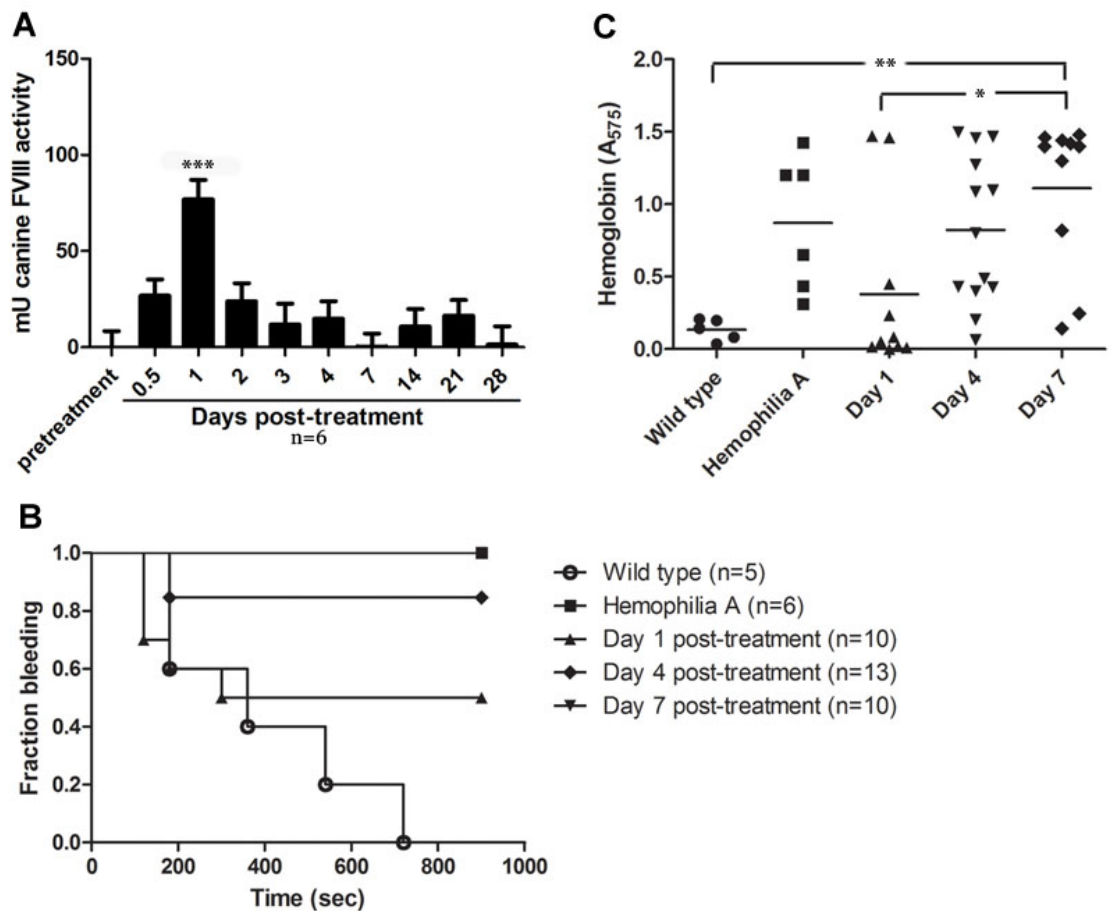 A
150
100
50
0
mU canine FVIII activity
***
pretreatment
0.5
1
2
3
4
7
14
21
28
Days post-treatment
n=6
C
2.0
1.5
1.0
0.5
0.0
Hemoglobin (A575)
**
*
Wild type
Hemophilia A
Day 1
Day 4
Day 7
B
1.0
0.8
0.6
0.4
0.2
0.0
Fraction bleeding
0 200 400 600 800 1000
Time (sec)
Wild type (n=5)
Hemophilia A (n=6)
Day 1 post-treatment (n=10)
Day 4 post-treatment (n=13)
Day 7 post-treatment (n=10)